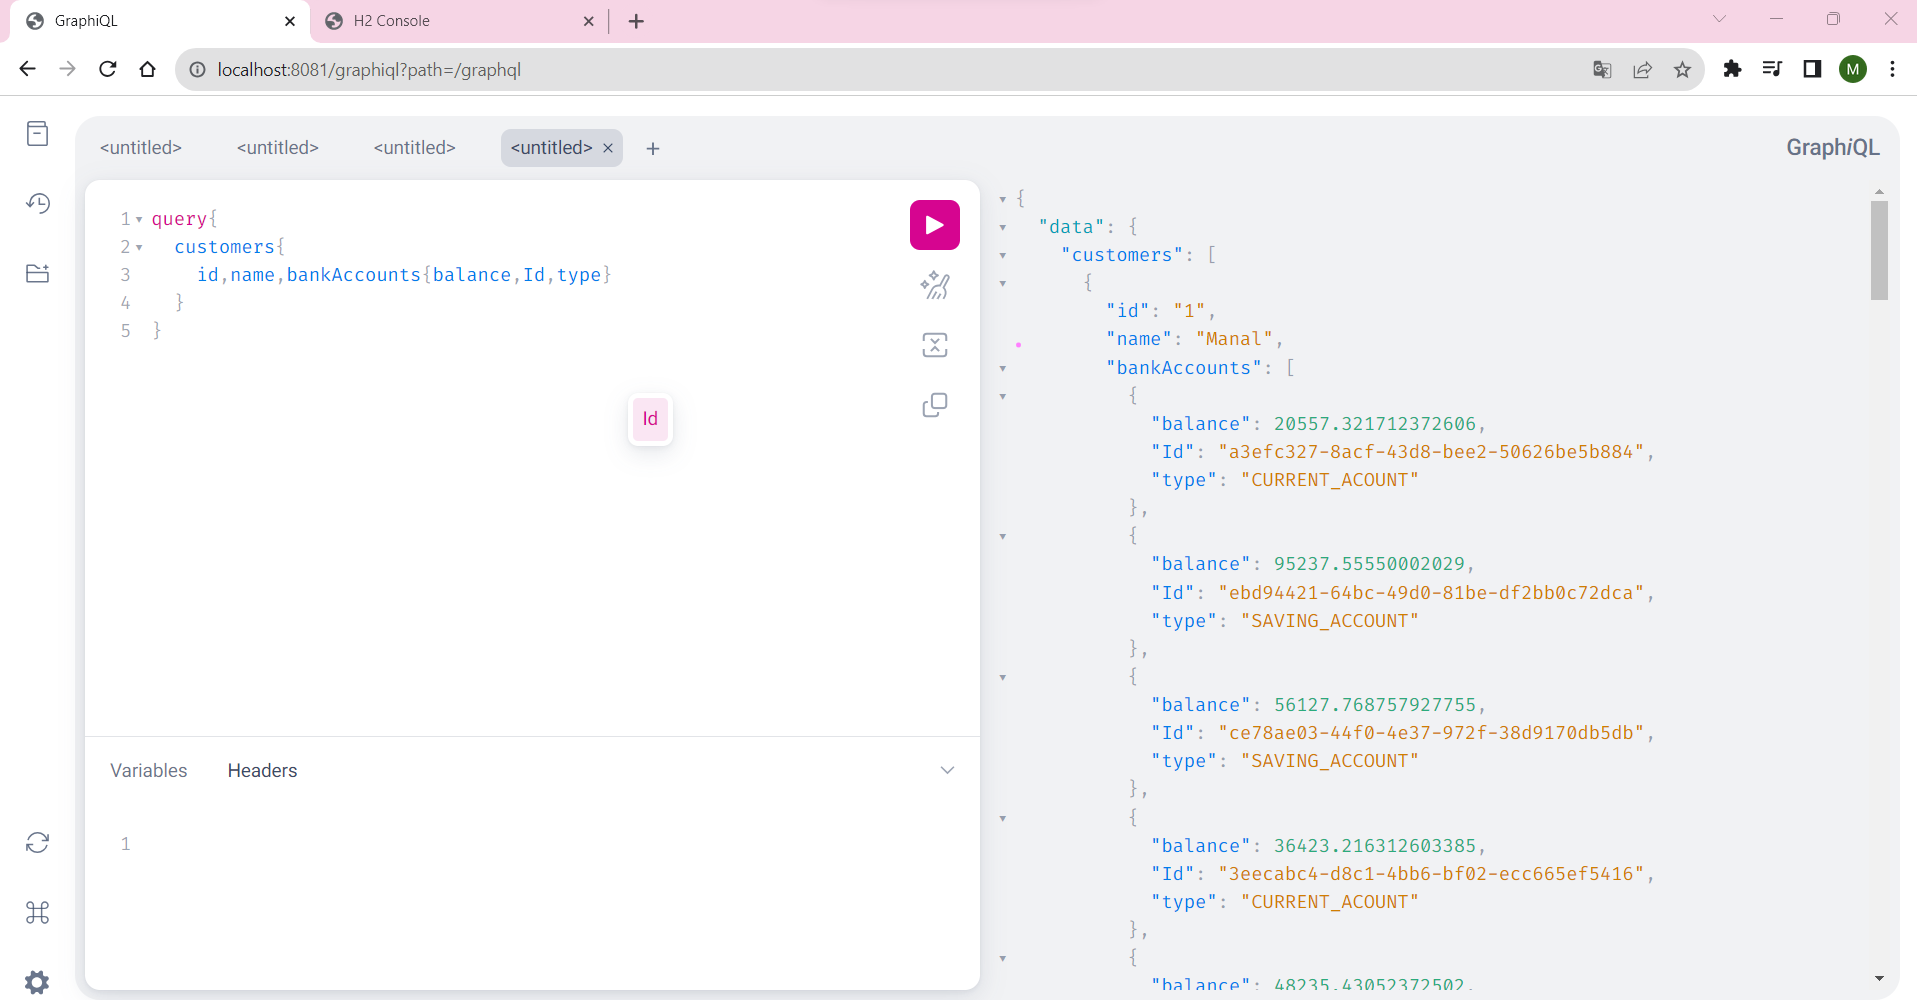 GraphiQL
H2 Console
localhost:8081/graphiql?path=/graphql
M
<untitled>
<untitled>
<untitled>
<untitled>
GraphiQL
1 query{
2 customers{
3 id,name,bankAccounts{balance,Id,type}
4 }
5 }
Id
Variables
Headers
1
{
"data": {
"customers": [
{
"id": "1",
"name": "Manal",
"bankAccounts": [
{
"balance": 20557.321712372606,
"Id": "a3efc327-8acf-43d8-bee2-50626be5b884",
"type": "CURRENT_ACOUNT"
},
{
"balance": 95237.55550002029,
"Id": "ebd94421-64bc-49d0-81be-df2bb0c72dca",
"type": "SAVING_ACCOUNT"
},
{
"balance": 56127.768757927755,
"Id": "ce78ae03-44f0-4e37-972f-38d9170db5db",
"type": "SAVING_ACCOUNT"
},
{
"balance": 36423.216312603385,
"Id": "3eecabc4-d8c1-4bb6-bf02-ecc665ef5416",
"type": "CURRENT_ACOUNT"
},
{
"balance": 48235.43052372502,